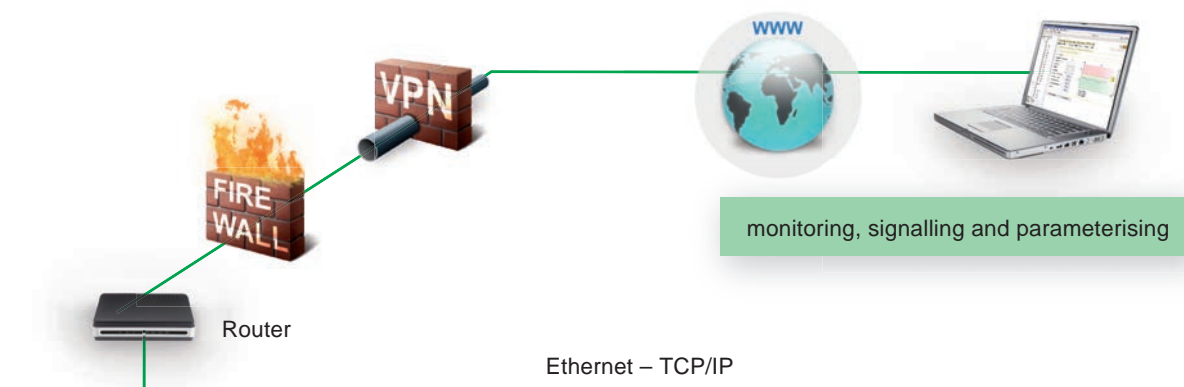 WWW
VPN
FIRE
WALL
monitoring, signalling and parameterising
Router
Ethernet – TCP/IP